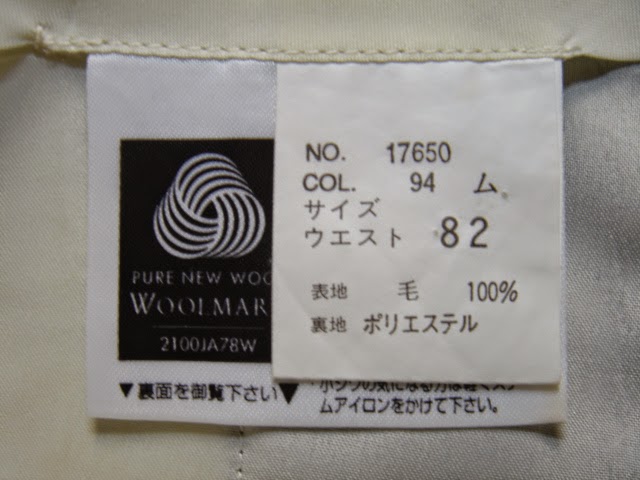 NO. 17650
COL. 94 ム
サイズ
ウエスト 82
表地 毛 100%
裏地 ポリエステル
PURE NEW WOO
WOOLMAR
2100JA78W
▼裏面を御覧下さい▼
ムアイロンをかけて下さい。